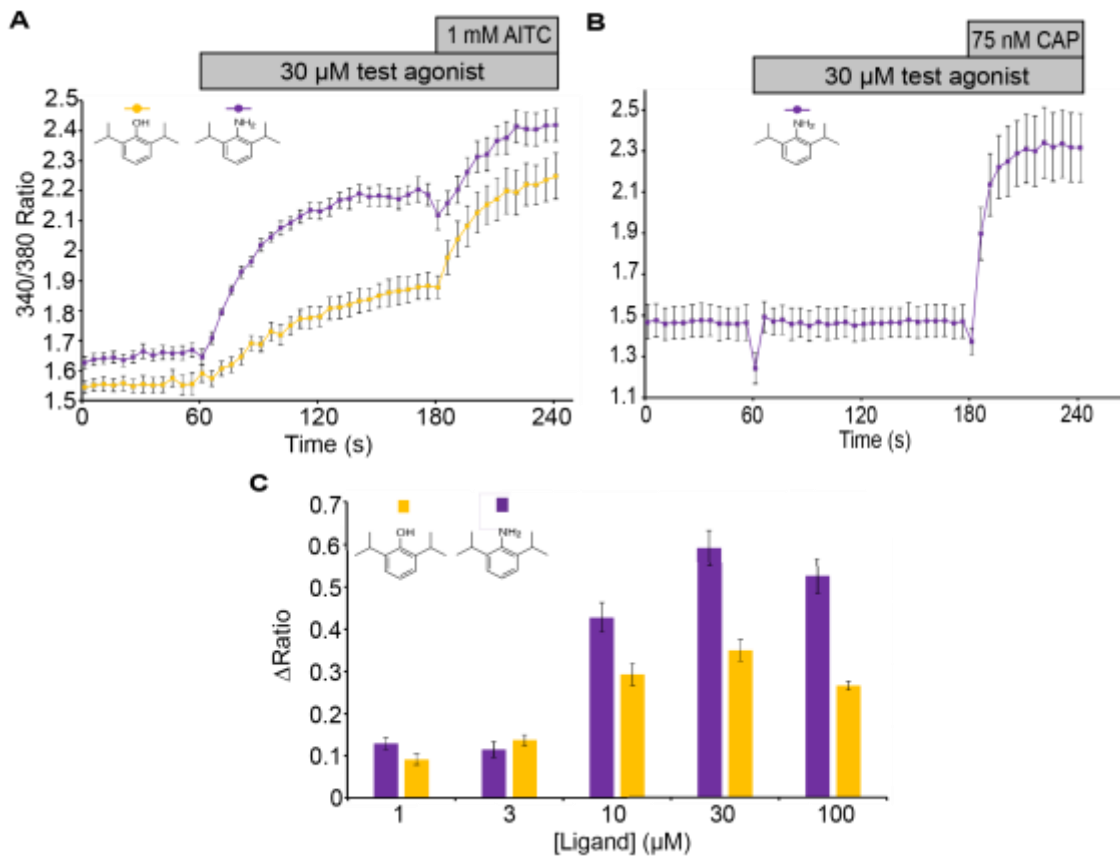 A
1 mM AITC
30 µM test agonist
OH
NH₂
340/380 Ratio
2.5
2.4
2.3
2.2
2.1
2
1.9
1.8
1.7
1.6
1.5
0
60
120
180
240
Time (s)
B
75 nM CAP
30 µM test agonist
NH₂
2.5
2.3
2.1
1.9
1.7
1.5
1.3
1.1
0
60
120
180
240
Time (s)
C
OH
NH₂
ΔRatio
0.7
0.6
0.5
0.4
0.3
0.2
0.1
0
1
3
10
30
100
[Ligand] (µM)